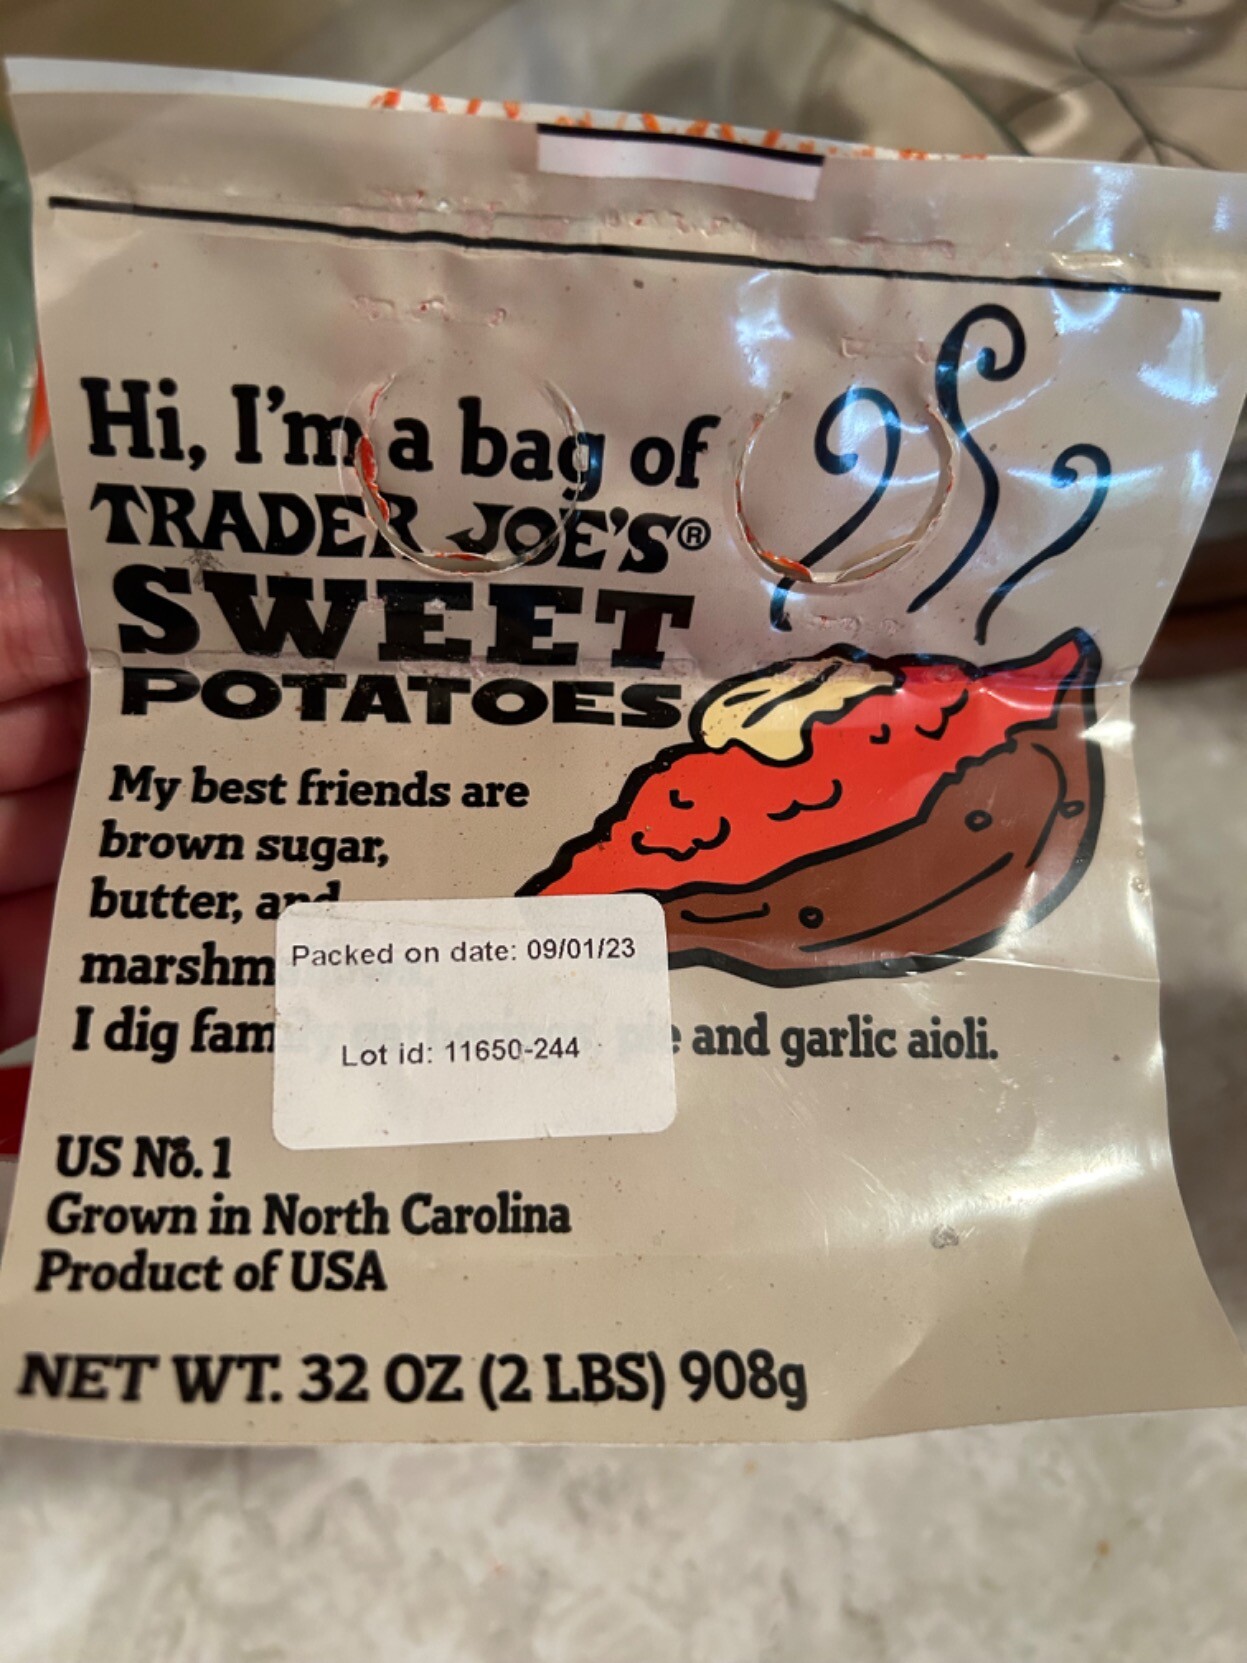 Hi, I'm a bag of
TRADER JOE'S®
SWEET
POTATOES
My best friends are
brown sugar,
butter, and
marshm
I dig fam
Packed on date: 09/01/23
Lot id: 11650-244
and garlic aioli.
US No. 1
Grown in North Carolina
Product of USA
NET WT. 32 OZ (2 LBS) 908g